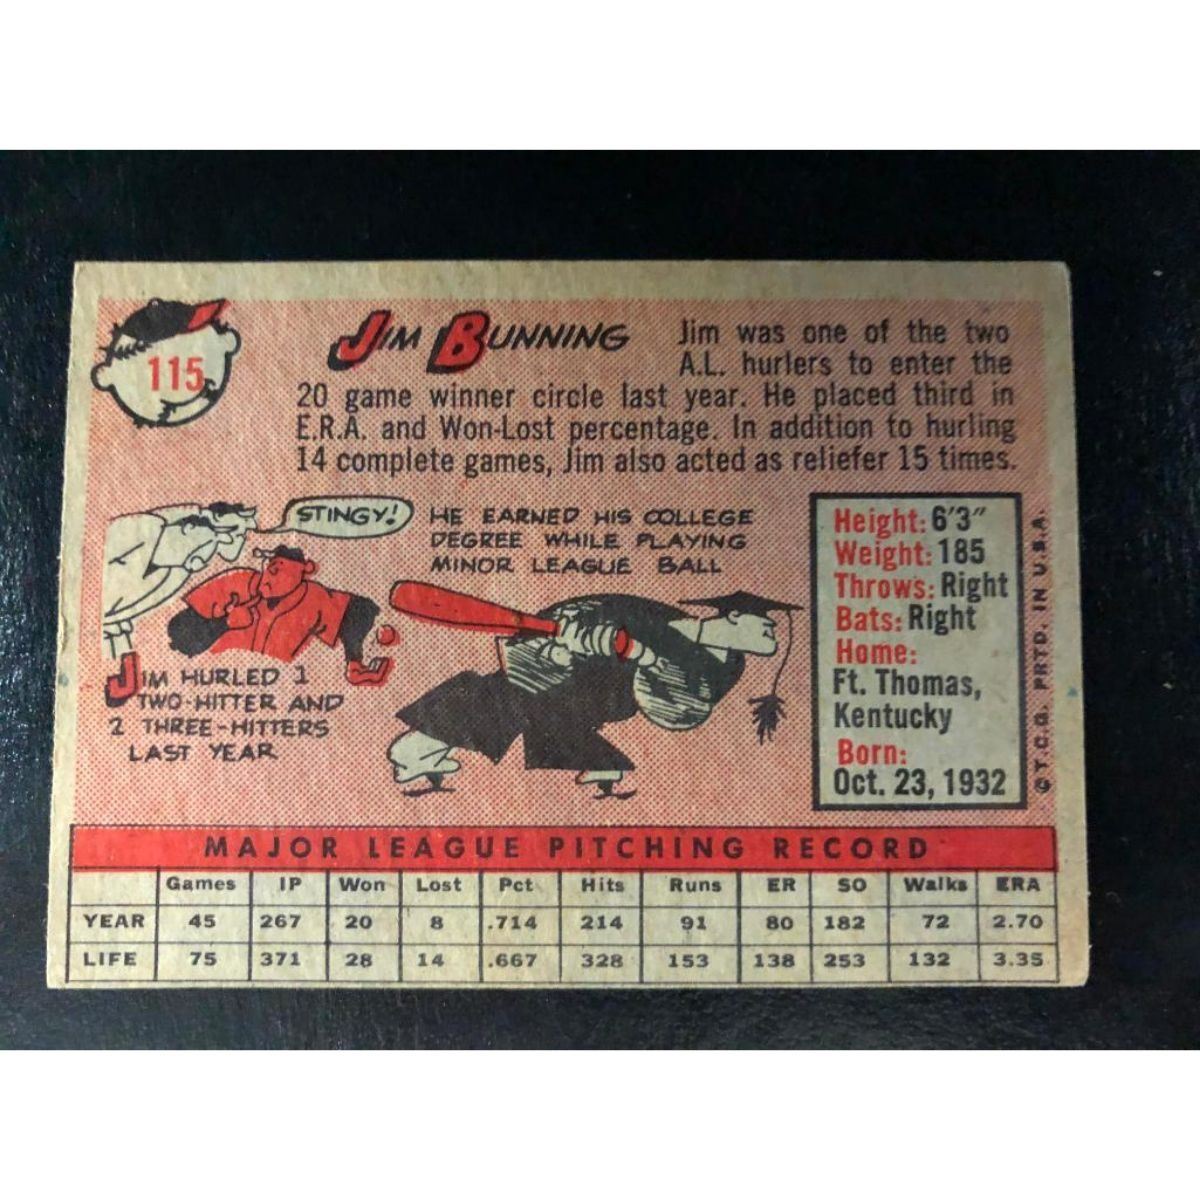 115
JIM BUNNING
Jim was one of the two
A.L. hurlers to enter the
20 game winner circle last year. He placed third in
E.R.A. and Won-Lost percentage. In addition to hurling
14 complete games, Jim also acted as reliefer 15 times.
STINGY!
JIM HURLED 1
TWO-HITTER AND
2 THREE-HITTERS
LAST YEAR
HE EARNED HIS COLLEGE
DEGREE WHILE PLAYING
MINOR LEAGUE BALL
Height: 6'3"
Weight: 185
Throws: Right
Bats: Right
Home:
Ft. Thomas,
Kentucky
Born:
Oct. 23, 1932
©T.C.G. PRTD. IN U.S.A.
MAJOR LEAGUE PITCHING RECORD
Games IP Won Lost Pct Hits Runs ER SO Walks ERA
YEAR 45 267 20 8 .714 214 91 80 182 72 2.70
LIFE 75 371 28 14 .667 328 153 138 253 132 3.35